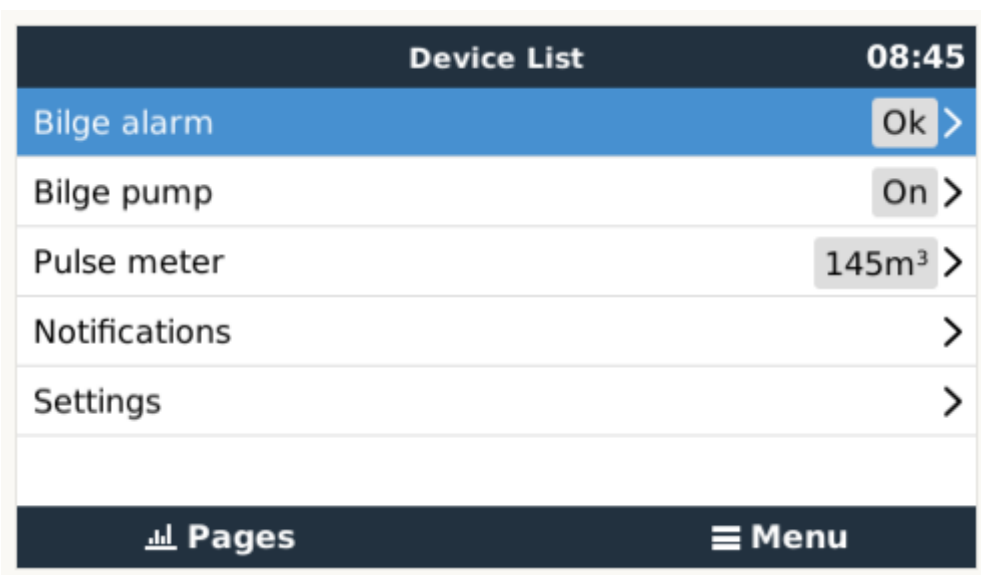 Device List 08:45
Bilge alarm Ok
Bilge pump On
Pulse meter 145m³
Notifications
Settings
Pages Menu